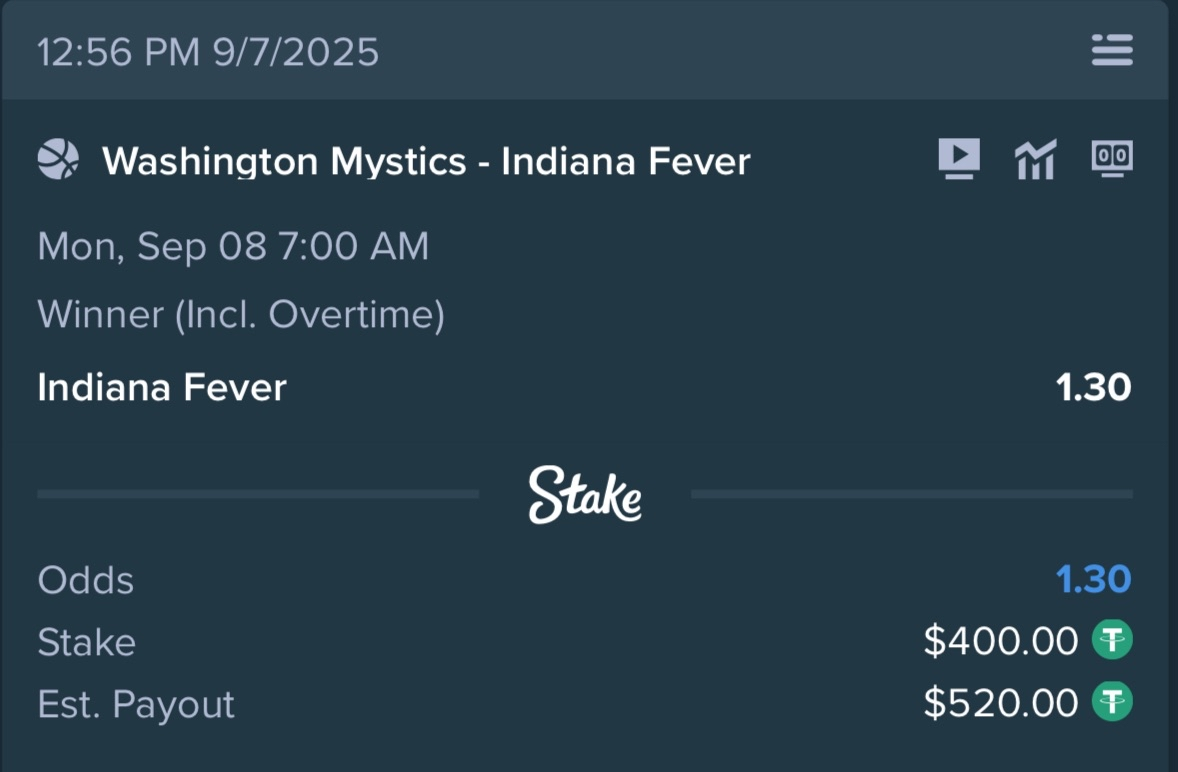 12:56 PM 9/7/2025
Washington Mystics - Indiana Fever
Mon, Sep 08 7:00 AM
Winner (Incl. Overtime)
Indiana Fever 1.30
Stake
Odds 1.30
Stake $400.00
Est. Payout $520.00